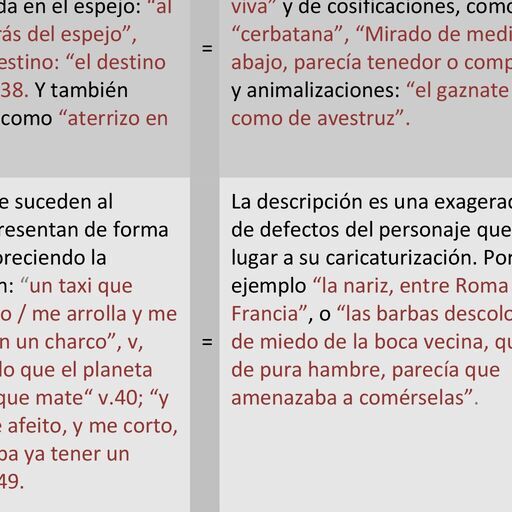 da en el espejo: “al
rás del espejo”,
estino: “el destino
38. Y también
como “aterrizo en
=
viva” y de cosificaciones, como
“cerbatana”, “Mirado de medi
abajo, parecía tenedor o comp
y animalizaciones: “el gaznate
como de avestruz”.
e suceden al
resentan de forma
preciendo la
n: “un taxi que
o / me arrolla y me
n un charco”, v,
lo que el planeta
que mate“ v.40; “y
e afeito, y me corto,
ba ya tener un
49.
=
La descripción es una exagerac
de defectos del personaje que
lugar a su caricaturización. Por
ejemplo “la nariz, entre Roma
Francia”, o “las barbas descolo
de miedo de la boca vecina, qu
de pura hambre, parecía que
amenazaba a comérselas”.